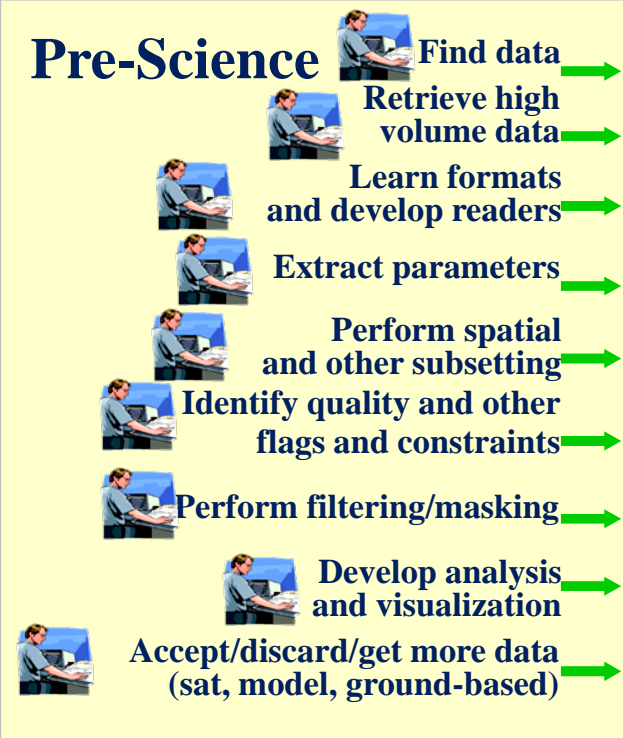 Pre-Science
Find data
Retrieve high
volume data
Learn formats
and develop readers
Extract parameters
Perform spatial
and other subsetting
Identify quality and other
flags and constraints
Perform filtering/masking
Develop analysis
and visualization
Accept/discard/get more data
(sat, model, ground-based)